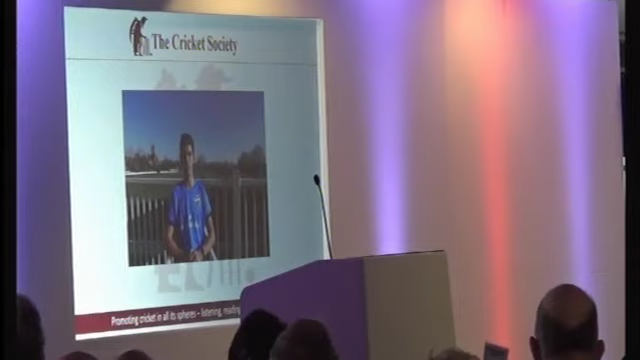 The Cricket Society
Promoting cricket in all its spheres – listening, reading